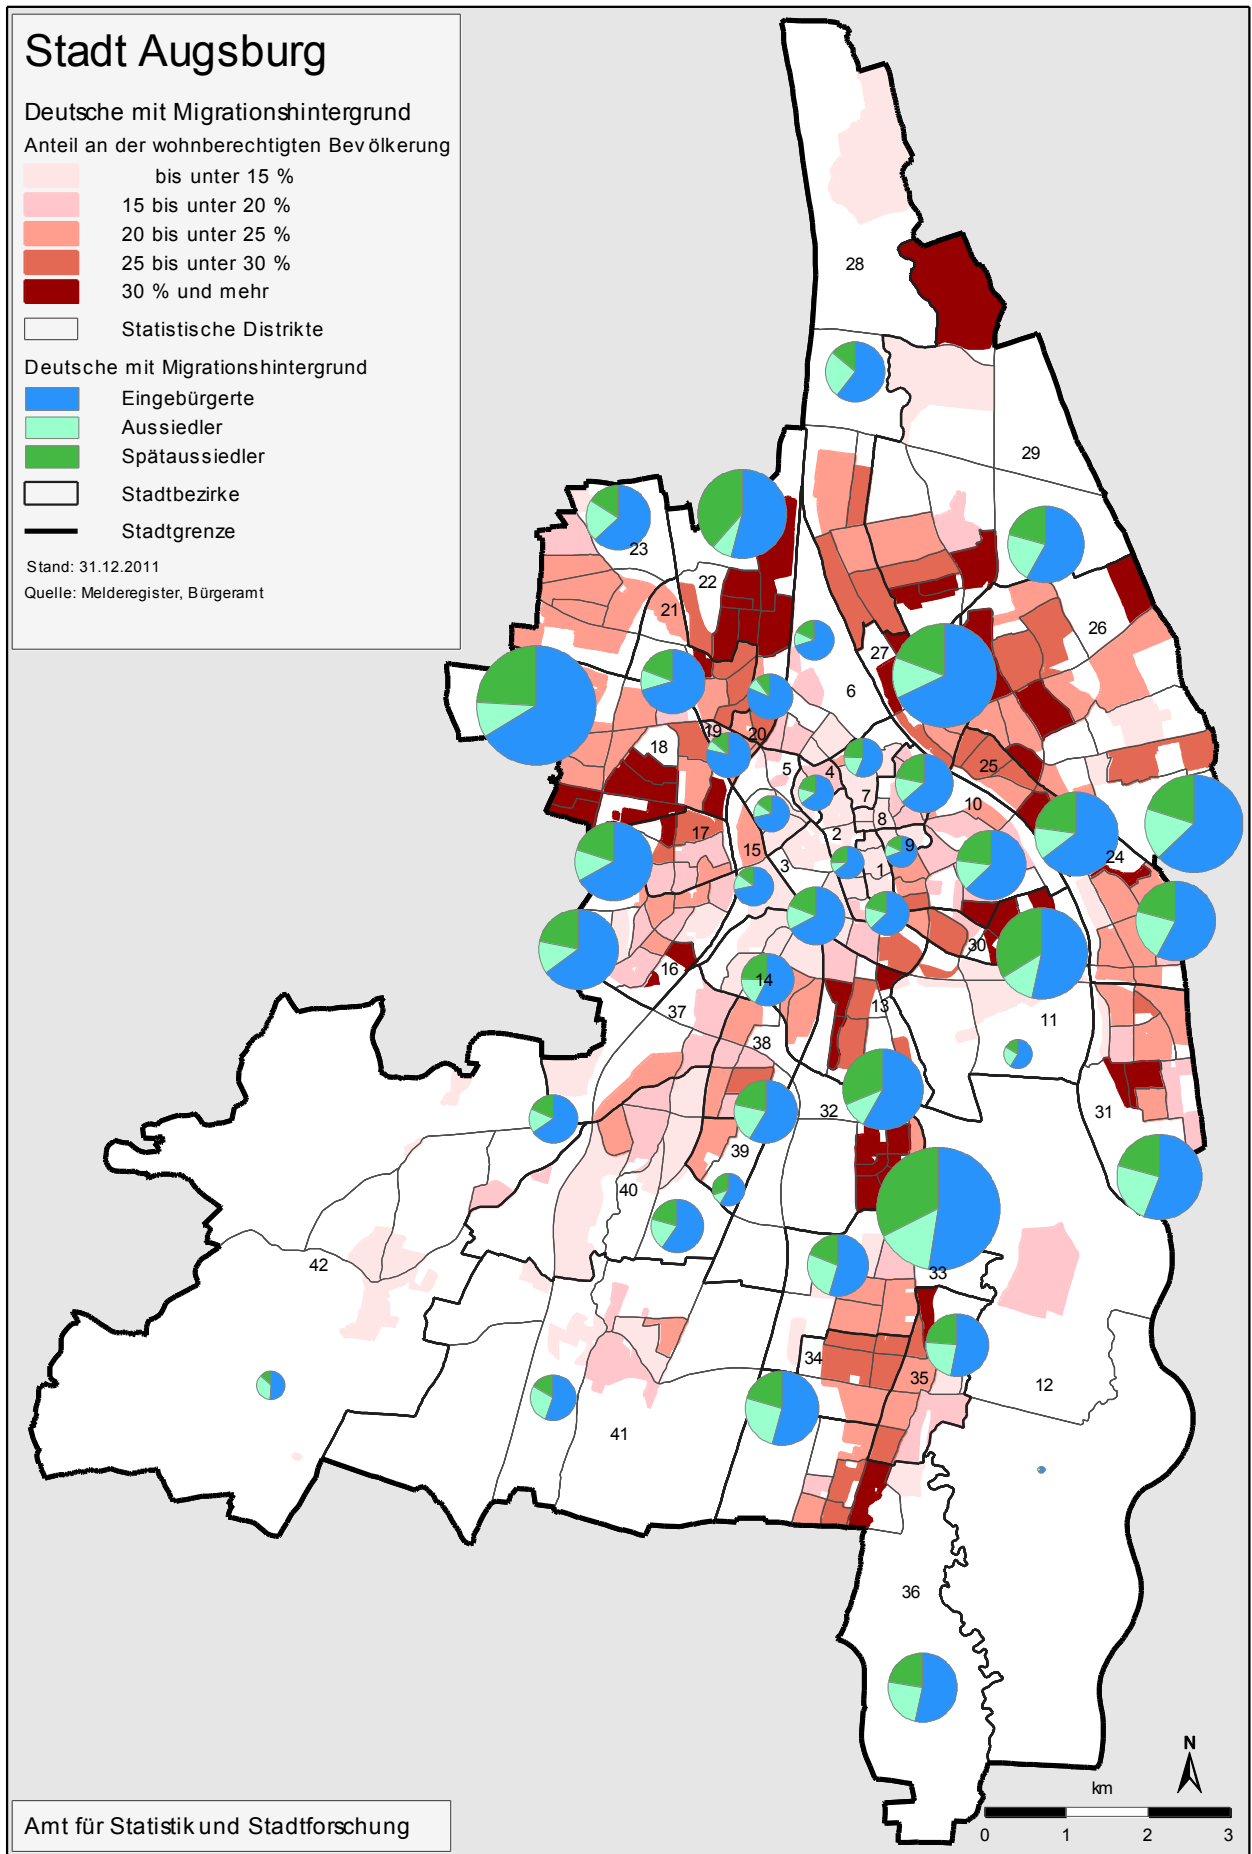 Stadt Augsburg
Deutsche mit Migrationshintergrund
Anteil an der wohnberechtigten Bevölkerung
bis unter 15 %
15 bis unter 20 %
20 bis unter 25 %
25 bis unter 30 %
30 % und mehr
Statistische Distrikte
Deutsche mit Migrationshintergrund
Eingebürgerte
Aussiedler
Spätaussiedler
Stadtbezirke
Stadtgrenze
Stand: 31.12.2011
Quelle: Melderegister, Bürgeramt
28
29
23
22
21
26
27
6
19
20
18
5
4
25
7
10
8
17
2
9
15
3
1
24
30
16
14
37
13
11
38
32
31
39
40
42
33
34
35
12
41
36
N
km
0 1 2 3
Amt für Statistik und Stadtforschung